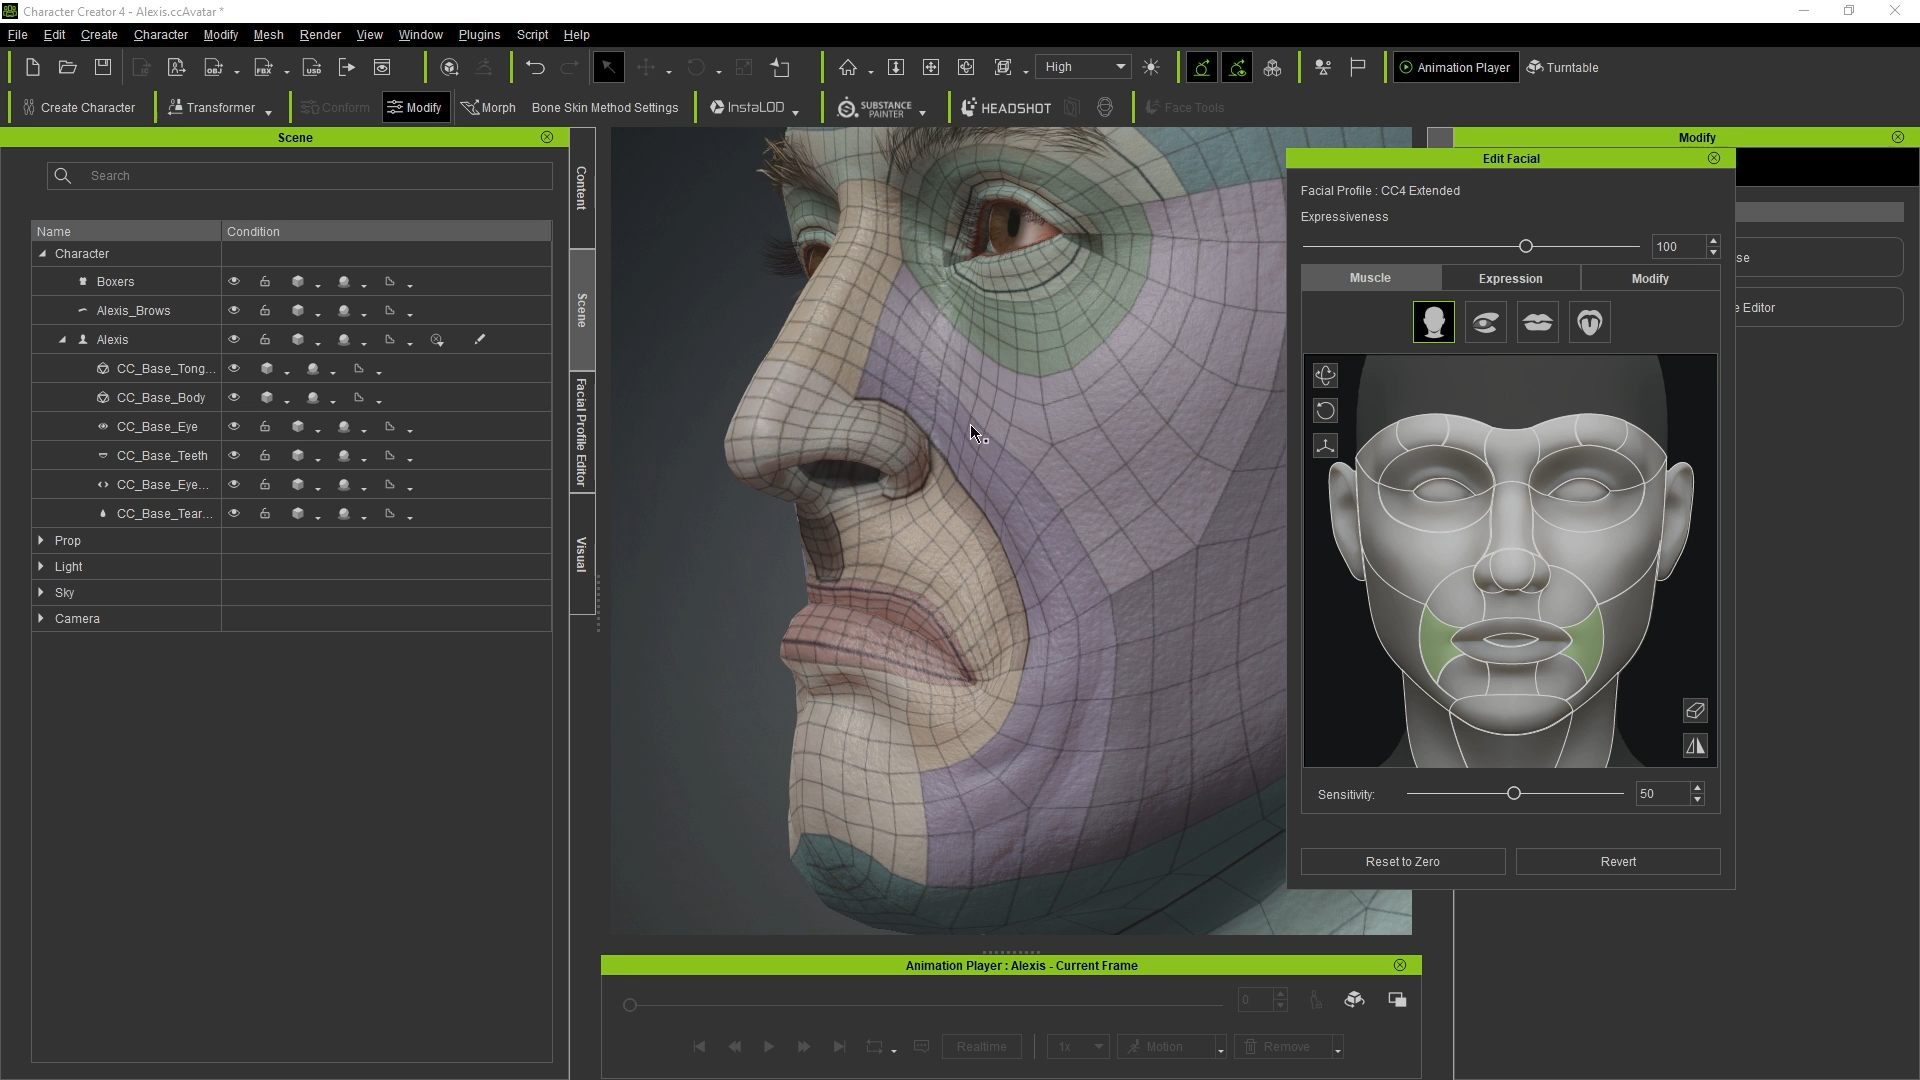 Character Creator 4 - Alexis.ccAvatar *
File Edit Create Character Modify Mesh Render View Window Plugins Script Help
OBJ FBX USD High Animation Player Turntable
Create Character Transformer Conform Modify Morph Bone Skin Method Settings InstaLOD SUBSTANCE PAINTER HEADSHOT Face Tools
Scene
Search
Name Condition
Character
Boxers
Alexis_Brows
Alexis
CC_Base_Tong...
CC_Base_Body
CC_Base_Eye
CC_Base_Teeth
CC_Base_Eye...
CC_Base_Tear...
Prop
Light
Sky
Camera
Content
Scene
Facial Profile Editor
Visual
Modify
se
e Editor
Edit Facial
Facial Profile : CC4 Extended
Expressiveness
100
Muscle Expression Modify
Sensitivity: 50
Reset to Zero Revert
Animation Player : Alexis - Current Frame
0
Realtime 1x Motion Remove